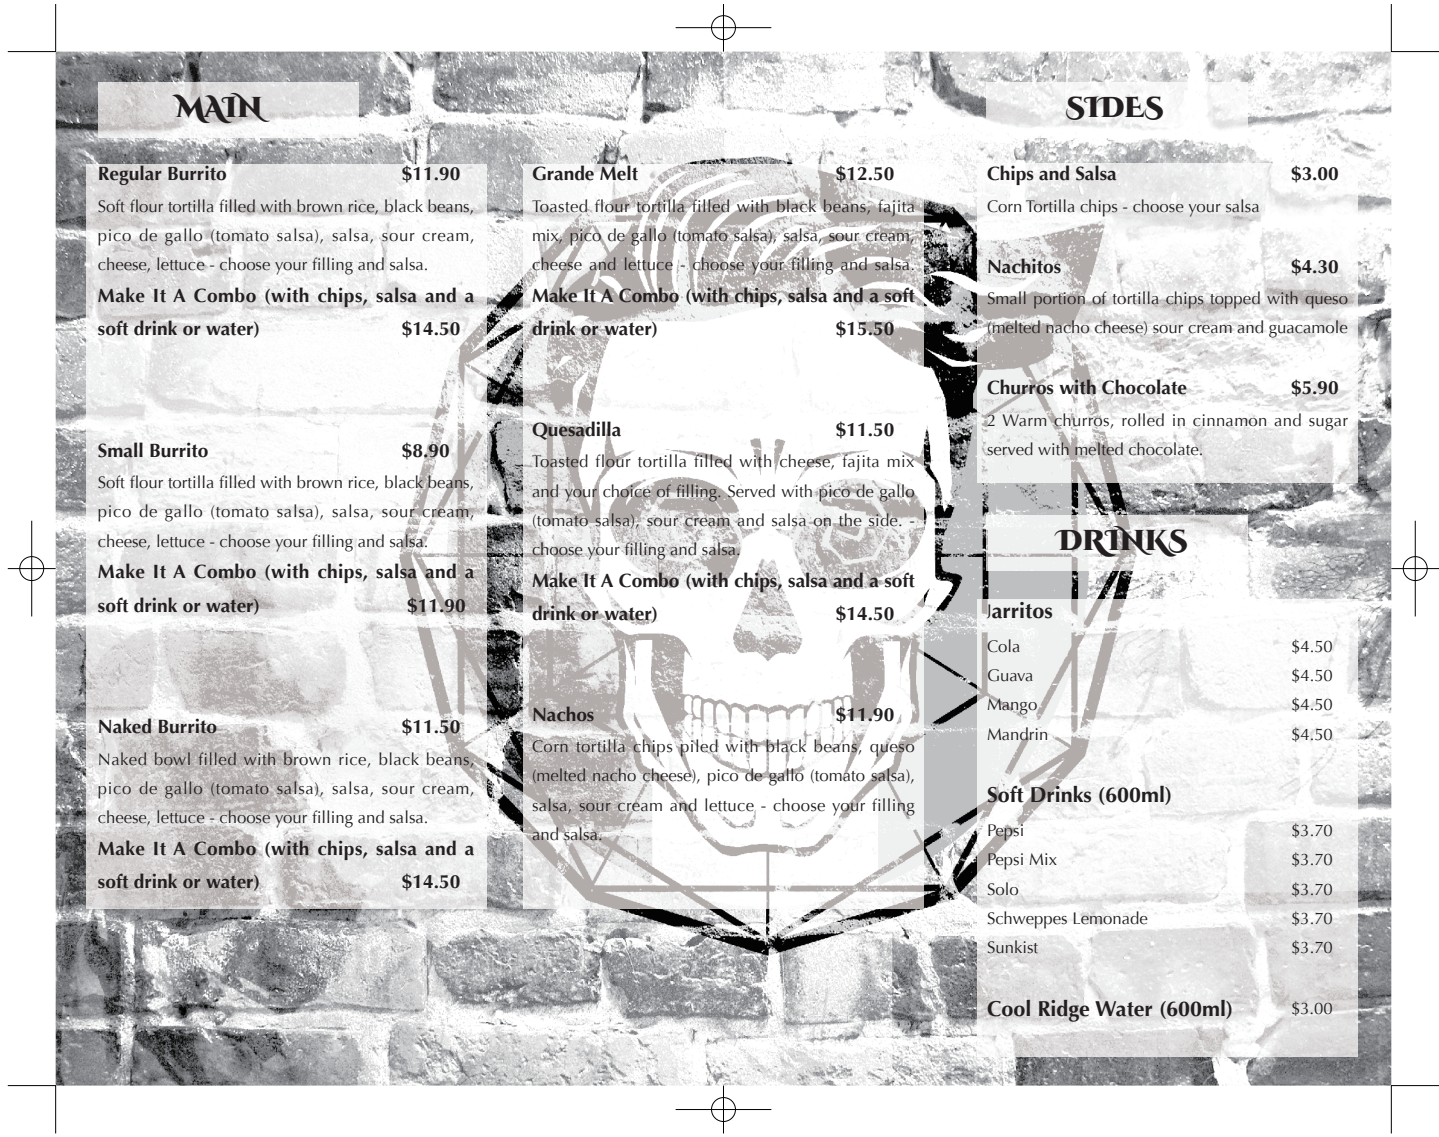 MAIN
Regular Burrito $11.90
Soft flour tortilla filled with brown rice, black beans,
pico de gallo (tomato salsa), salsa, sour cream,
cheese, lettuce - choose your filling and salsa.
Make It A Combo (with chips, salsa and a
soft drink or water) $14.50
Small Burrito $8.90
Soft flour tortilla filled with brown rice, black beans,
pico de gallo (tomato salsa), salsa, sour cream,
cheese, lettuce - choose your filling and salsa.
Make It A Combo (with chips, salsa and a
soft drink or water) $11.90
Naked Burrito $11.50
Naked bowl filled with brown rice, black beans,
pico de gallo (tomato salsa), salsa, sour cream,
cheese, lettuce - choose your filling and salsa.
Make It A Combo (with chips, salsa and a
soft drink or water) $14.50
Grande Melt $12.50
Toasted flour tortilla filled with black beans, fajita
mix, pico de gallo (tomato salsa), salsa, sour cream,
cheese and lettuce - choose your filling and salsa.
Make It A Combo (with chips, salsa and a soft
drink or water) $15.50
Quesadilla $11.50
Toasted flour tortilla filled with cheese, fajita mix
and your choice of filling. Served with pico de gallo
(tomato salsa), sour cream and salsa on the side. -
choose your filling and salsa.
Make It A Combo (with chips, salsa and a soft
drink or water) $14.50
Nachos $11.90
Corn tortilla chips piled with black beans, queso
(melted nacho cheese), pico de gallo (tomato salsa),
salsa, sour cream and lettuce - choose your filling
and salsa.
SIDES
Chips and Salsa $3.00
Corn Tortilla chips - choose your salsa
Nachitos $4.30
Small portion of tortilla chips topped with queso
(melted nacho cheese) sour cream and guacamole
Churros with Chocolate $5.90
2 Warm churros, rolled in cinnamon and sugar
served with melted chocolate.
DRINKS
Jarritos
Cola $4.50
Guava $4.50
Mango $4.50
Mandrin $4.50
Soft Drinks (600ml)
Pepsi $3.70
Pepsi Mix $3.70
Solo $3.70
Schweppes Lemonade $3.70
Sunkist $3.70
Cool Ridge Water (600ml) $3.00